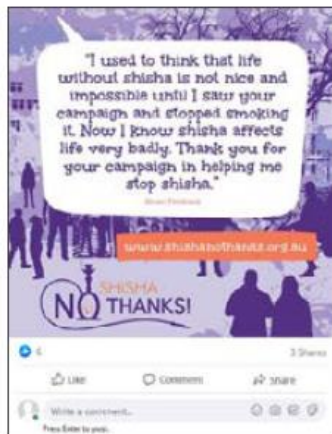 "I used to think that life
without shisha is not nice and
impossible until I saw your
campaign and stopped smoking
it. Now I know shisha affects
life very badly. Thank you for
your campaign in helping me
stop shisha."
www.shishanothanks.org.au
SHISHA
NO THANKS!
6
3 Shares
Like
Comment
Share
Write a comment...
Press Enter to post.